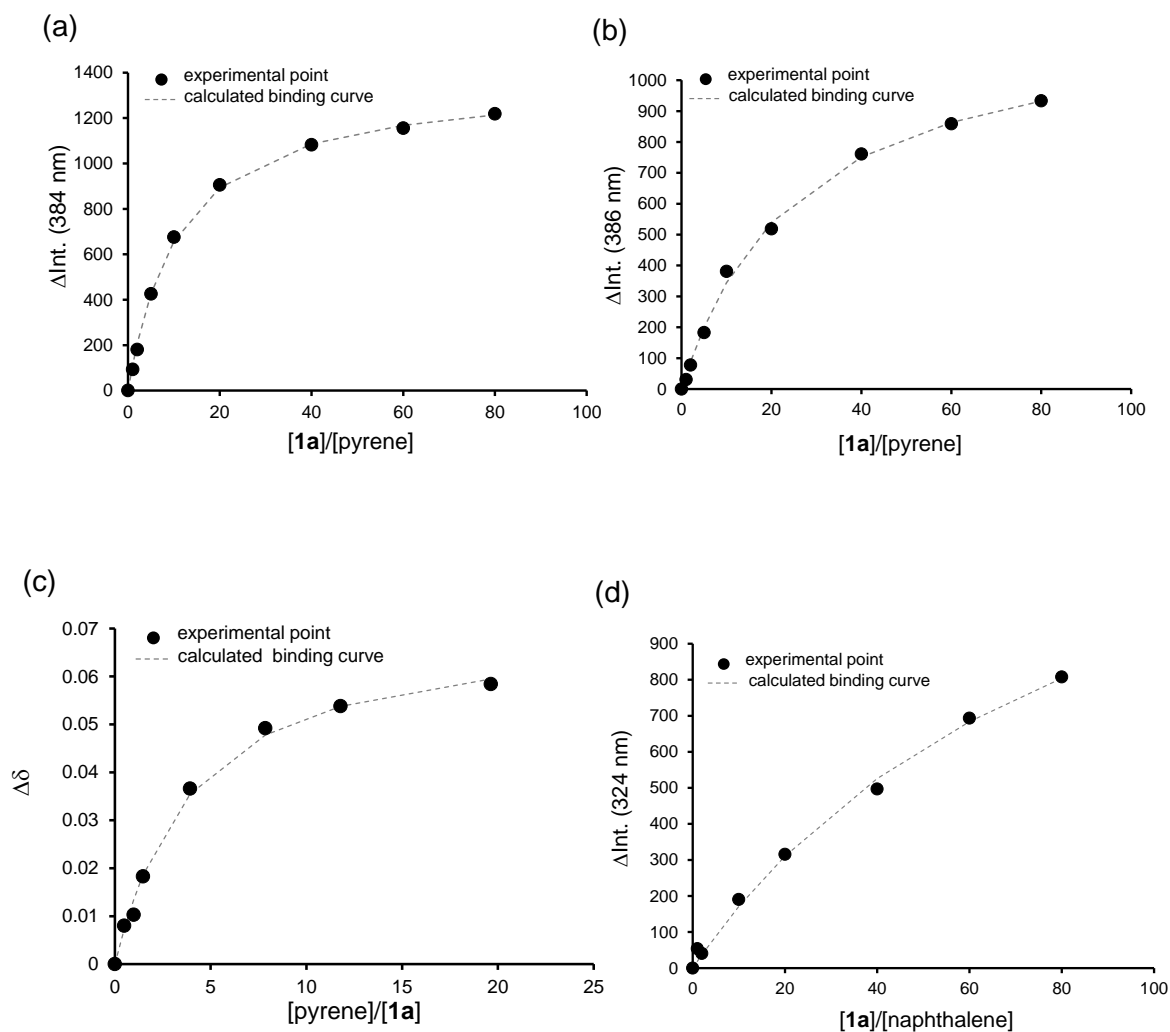 (a)
1400
1200
1000
800
600
400
200
0
ΔInt. (384 nm)
experimental point
calculated binding curve
0 20 40 60 80 100
[1a]/[pyrene]
(b)
1000
900
800
700
600
500
400
300
200
100
0
ΔInt. (386 nm)
experimental point
calculated binding curve
0 20 40 60 80 100
[1a]/[pyrene]
(c)
0.07
0.06
0.05
0.04
0.03
0.02
0.01
0
Δδ
experimental point
calculated binding curve
0 5 10 15 20 25
[pyrene]/[1a]
(d)
900
800
700
600
500
400
300
200
100
0
ΔInt. (324 nm)
experimental point
calculated binding curve
0 20 40 60 80 100
[1a]/[naphthalene]